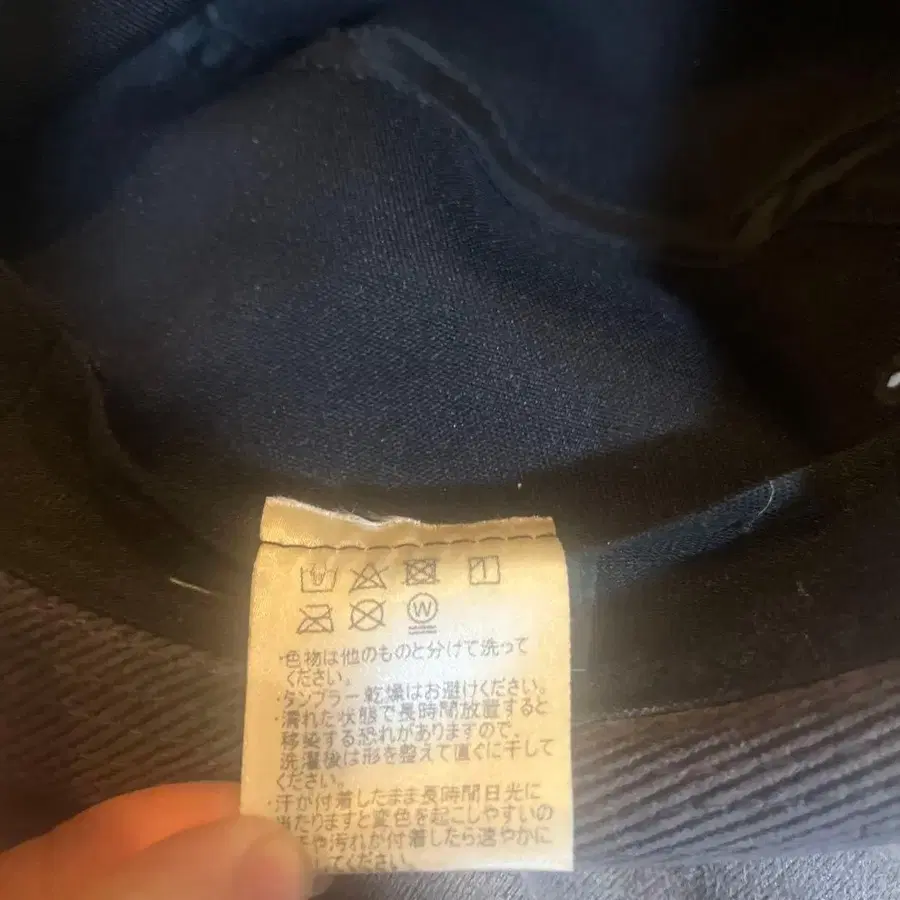 W
・色物は他のものと分けて洗って
ください。
・タンブラー乾燥はお避けください。
・濡れた状態で長時間放置すると
移染する恐れがありますので、
洗濯後は形を整えて直ぐに干して
ください。
・汗が付着したまま長時間日光に
当たりますと変色を起こしやすいの
や汚れが付着したら速やかに
してください。